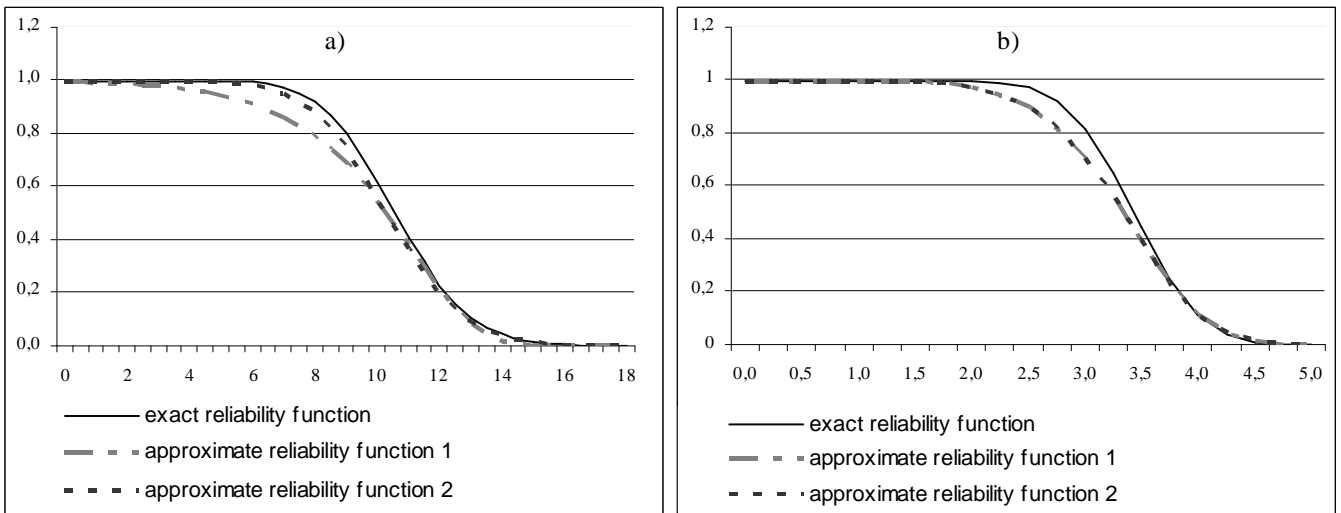 a)
1,2
1,0
0,8
0,6
0,4
0,2
0,0
0 2 4 6 8 10 12 14 16 18
exact reliability function
approximate reliability function 1
approximate reliability function 2
b)
1,2
1
0,8
0,6
0,4
0,2
0
0,0 0,5 1,0 1,5 2,0 2,5 3,0 3,5 4,0 4,5 5,0
exact reliability function
approximate reliability function 1
approximate reliability function 2